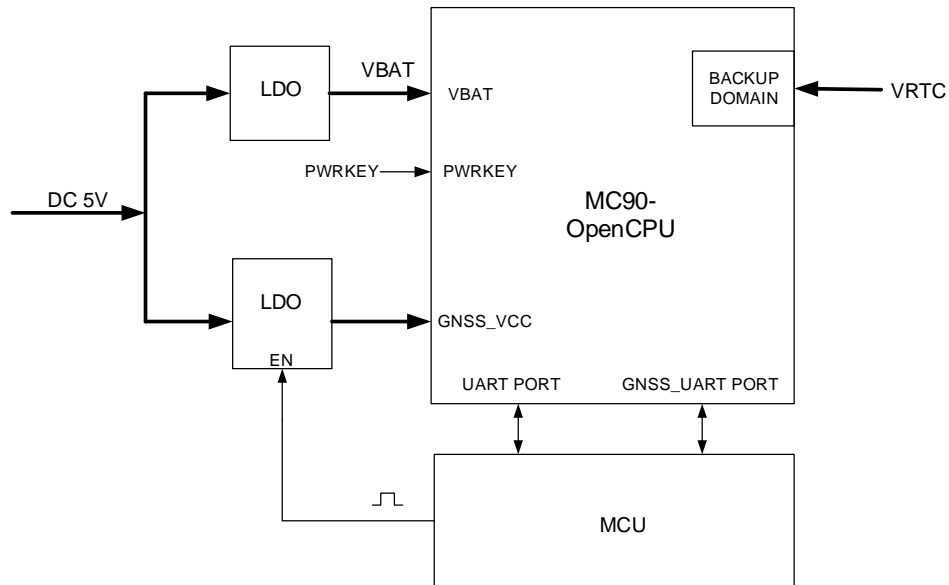 LDO
VBAT
VBAT
BACKUP
DOMAIN
VRTC
PWRKEY
PWRKEY
DC 5V
MC90-
OpenCPU
LDO
EN
GNSS_VCC
UART PORT
GNSS_UART PORT
MCU